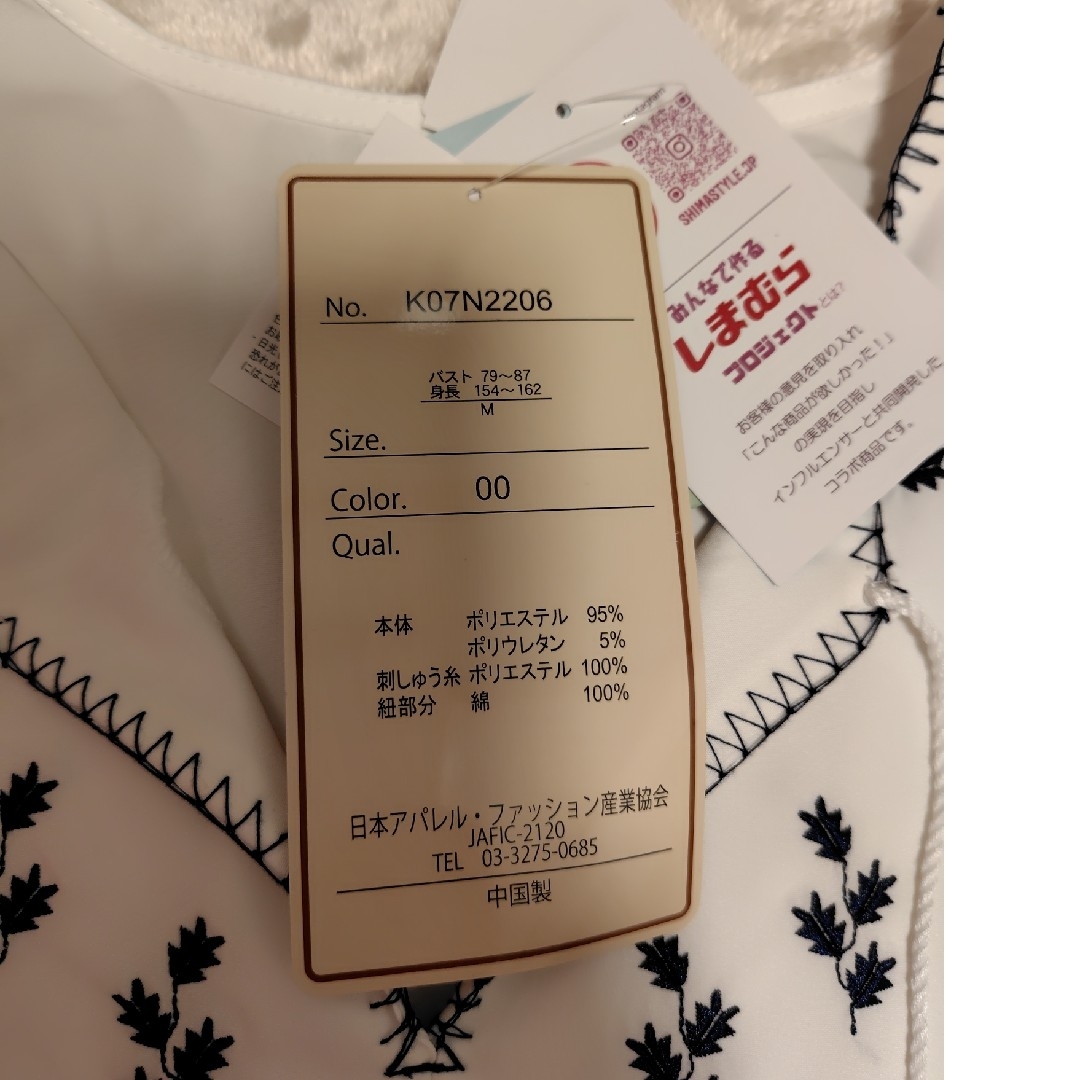 No. K07N2206
バスト 79～87
身長 154～162
M
Size.
Color. 00
Qual.
本体 ポリエステル 95%
ポリウレタン 5%
刺しゅう糸 ポリエステル 100%
紐部分 綿 100%
日本アパレル・ファッション産業協会
JAFIC-2120
TEL 03-3275-0685
中国製
Instagram
SHIMASTYLE.JP
みんなで作る
しまむら
プロジェクトとは?
お客様の意見を取り入れ
「こんな商品が欲しかった!」
の実現を目指し
インフルエンサーと共同開発した
コラボ商品です。